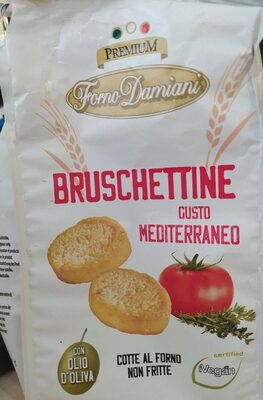 PREMIUM
Forno Damiani
BRUSCHETTINE
GUSTO
MEDITERRANEO
CON
OLIO
D'OLIVA
COTTE AL FORNO
NON FRITTE
certified
Vegan